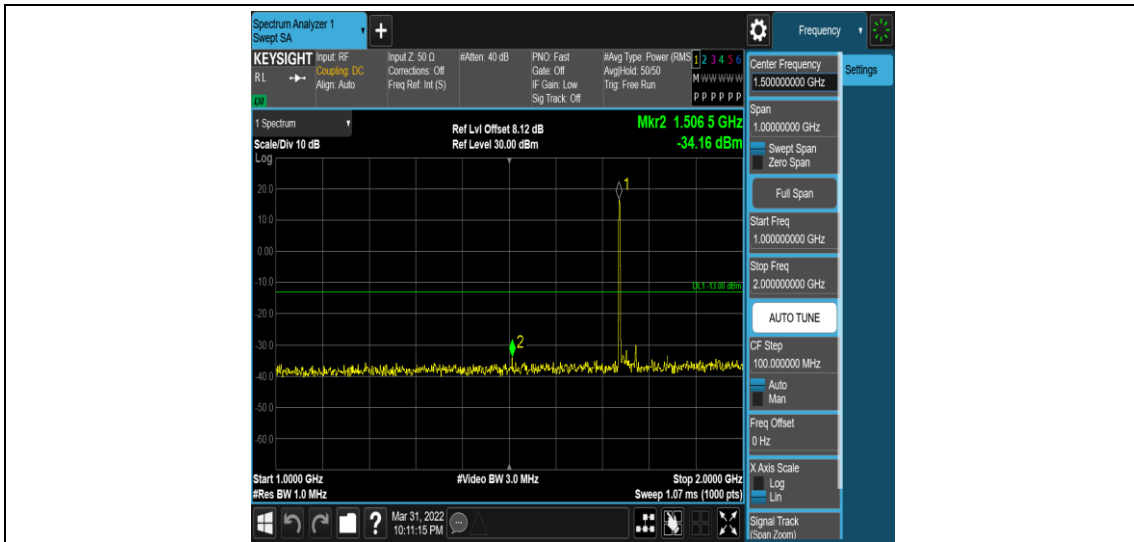 Spectrum Analyzer 1
Swept SA
Frequency
KEYSIGHT
RL
LXI
Input: RF
Coupling: DC
Align: Auto
Input Z: 50 Ω
Corrections: Off
Freq Ref: Int (S)
#Atten: 40 dB
PNO: Fast
Gate: Off
IF Gain: Low
Sig Track: Off
#Avg Type: Power (RMS
Avg|Hold: 50/50
Trig: Free Run
1 2 3 4 5 6
M W W W W W
P P P P P P
1 Spectrum
Scale/Div 10 dB
Log
Ref Lvl Offset 8.12 dB
Ref Level 30.00 dBm
Mkr2 1.506 5 GHz
-34.16 dBm
1
20.0
10.0
0.00
-10.0
DL1 -13.00 dBm
-20.0
-30.0
2
-40.0
-50.0
-60.0
Start 1.0000 GHz
#Res BW 1.0 MHz
#Video BW 3.0 MHz
Stop 2.0000 GHz
Sweep 1.07 ms (1000 pts)
Mar 31, 2022
10:11:15 PM
Center Frequency
1.500000000 GHz
Settings
Span
1.00000000 GHz
Swept Span
Zero Span
Full Span
Start Freq
1.000000000 GHz
Stop Freq
2.000000000 GHz
AUTO TUNE
CF Step
100.000000 MHz
Auto
Man
Freq Offset
0 Hz
X Axis Scale
Log
Lin
Signal Track
(Span Zoom)